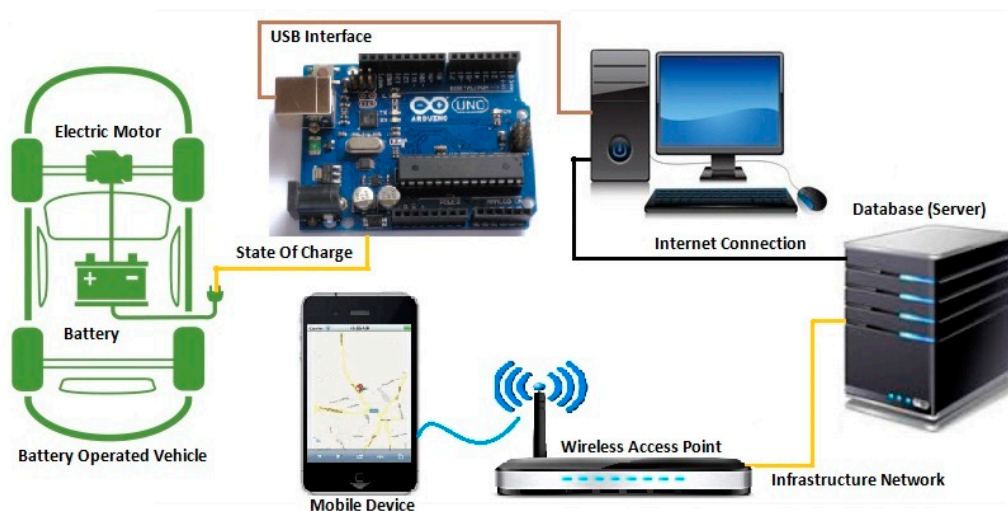 USB Interface
Electric Motor
UNO
ARDUINO
Database (Server)
Internet Connection
State Of Charge
+ -
Battery
Wireless Access Point
Battery Operated Vehicle
Infrastructure Network
Mobile Device